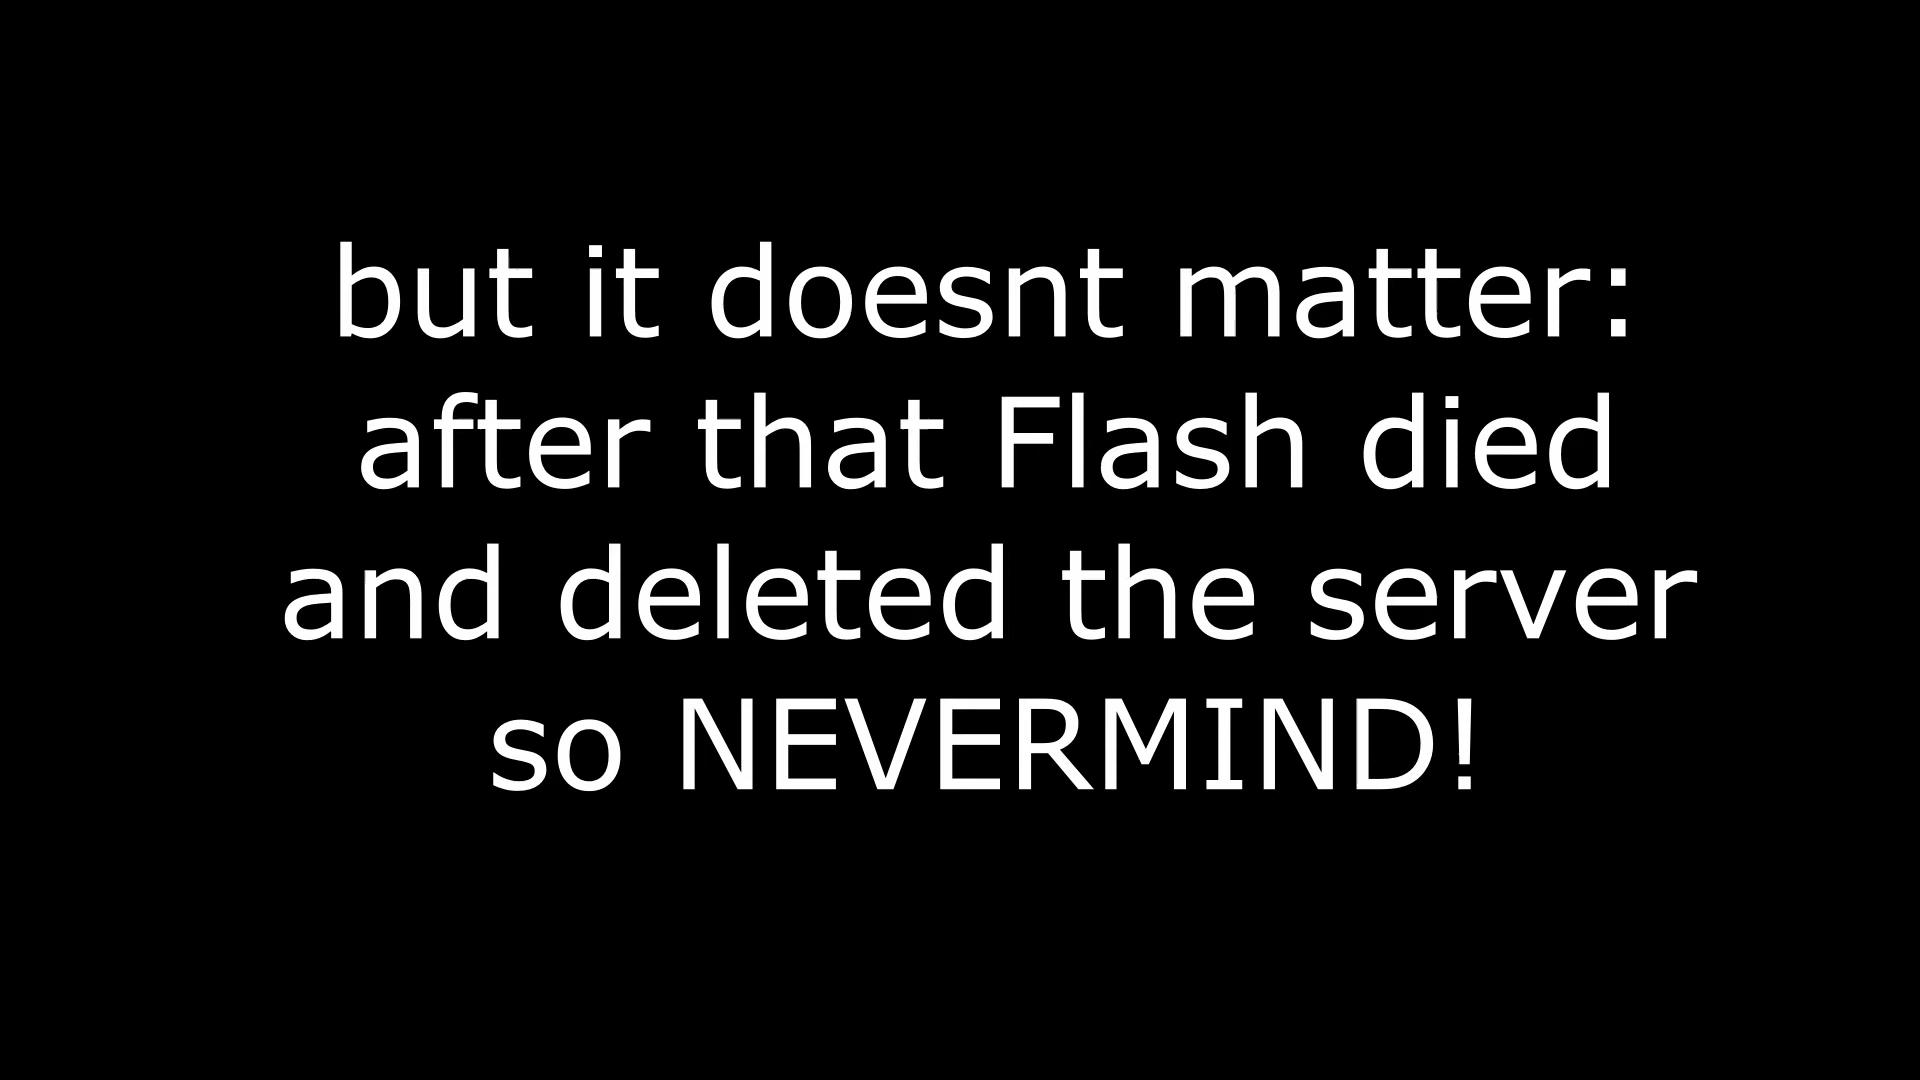 but it doesnt matter:
after that Flash died
and deleted the server
so NEVERMIND!